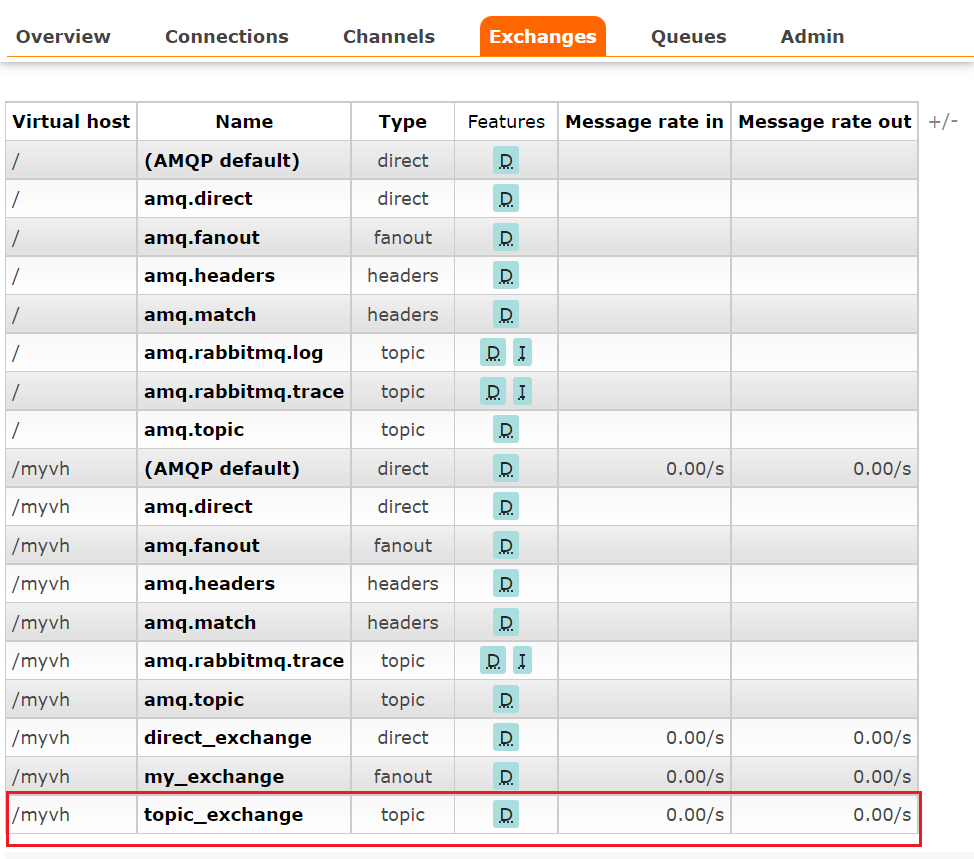 Overview Connections Channels Exchanges Queues Admin
Virtual host Name Type Features Message rate in Message rate out +/-
/ (AMQP default) direct D
/ amq.direct direct D
/ amq.fanout fanout D
/ amq.headers headers D
/ amq.match headers D
/ amq.rabbitmq.log topic D I
/ amq.rabbitmq.trace topic D I
/ amq.topic topic D
/myvh (AMQP default) direct D 0.00/s 0.00/s
/myvh amq.direct direct D
/myvh amq.fanout fanout D
/myvh amq.headers headers D
/myvh amq.match headers D
/myvh amq.rabbitmq.trace topic D I
/myvh amq.topic topic D
/myvh direct_exchange direct D 0.00/s 0.00/s
/myvh my_exchange fanout D 0.00/s 0.00/s
/myvh topic_exchange topic D 0.00/s 0.00/s